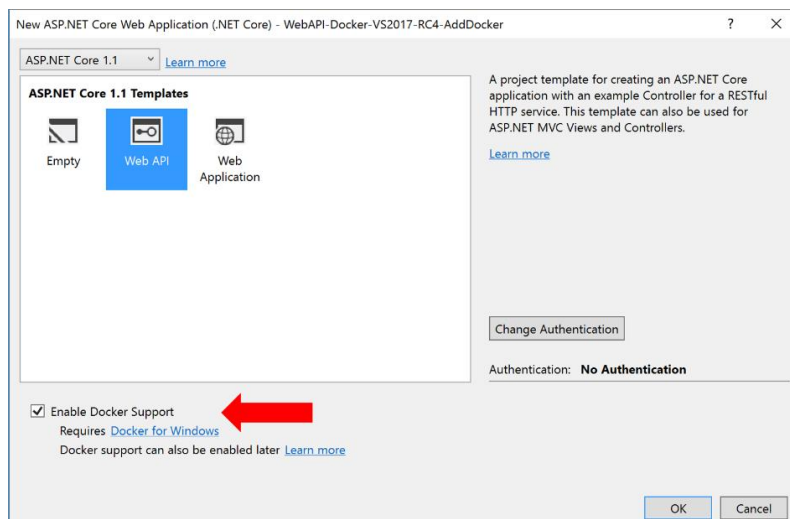 New ASP.NET Core Web Application (.NET Core) - WebAPI-Docker-VS2017-RC4-AddDocker
ASP.NET Core 1.1
Learn more
ASP.NET Core 1.1 Templates
Empty
Web API
Web
Application
A project template for creating an ASP.NET Core
application with an example Controller for a RESTful
HTTP service. This template can also be used for
ASP.NET MVC Views and Controllers.
Learn more
Change Authentication
Authentication: No Authentication
Enable Docker Support
Requires Docker for Windows
Docker support can also be enabled later Learn more
OK
Cancel